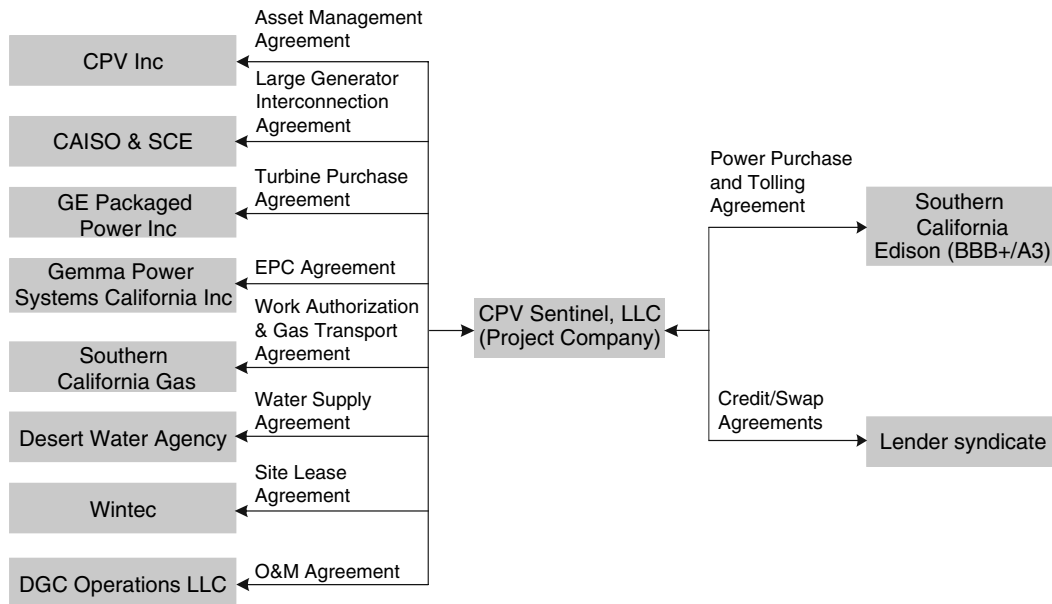 Asset Management
Agreement
CPV Inc
Large Generator
Interconnection
Agreement
CAISO & SCE
Turbine Purchase
Agreement
GE Packaged
Power Inc
EPC Agreement
Gemma Power
Systems California Inc
Work Authorization
& Gas Transport
Agreement
Southern
California Gas
Water Supply
Agreement
Desert Water Agency
Site Lease
Agreement
Wintec
O&M Agreement
DGC Operations LLC
CPV Sentinel, LLC
(Project Company)
Power Purchase
and Tolling
Agreement
Southern
California
Edison (BBB+/A3)
Credit/Swap
Agreements
Lender syndicate